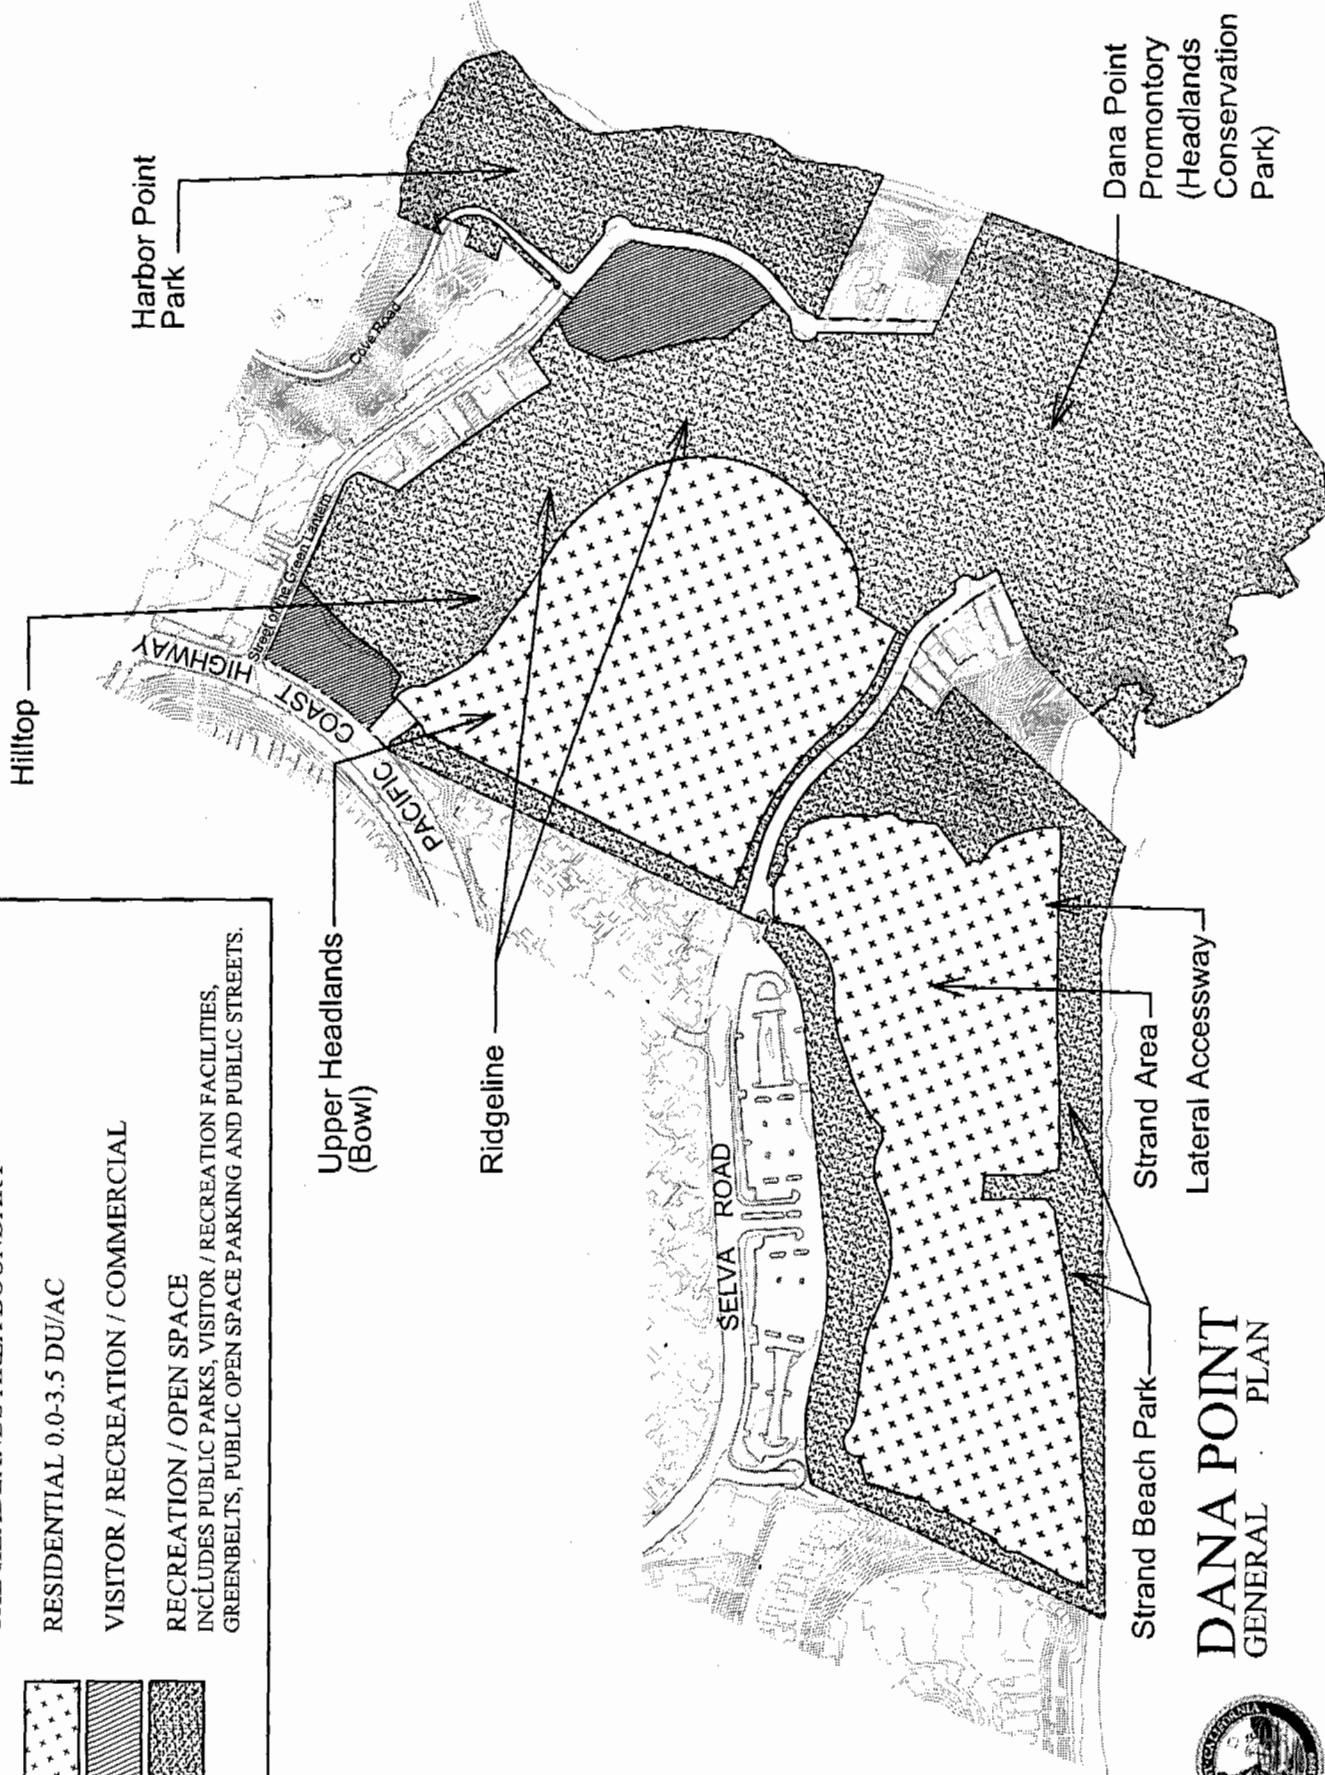 RESIDENTIAL 0.0-3.5 DU/AC
VISITOR / RECREATION / COMMERCIAL
RECREATION / OPEN SPACE
INCLUDES PUBLIC PARKS, VISITOR / RECREATION FACILITIES,
GREENBELTS, PUBLIC OPEN SPACE PARKING AND PUBLIC STREETS.
Hilltop
Harbor Point
Park
Cove Road
Street of the Green Lantern
PACIFIC COAST HIGHWAY
Upper Headlands
(Bowl)
Ridgeline
SELVA ROAD
Dana Point
Promontory
(Headlands
Conservation
Park)
Strand Area
Lateral Accessway
Strand Beach Park
DANA POINT
GENERAL PLAN
CALIFORNIA